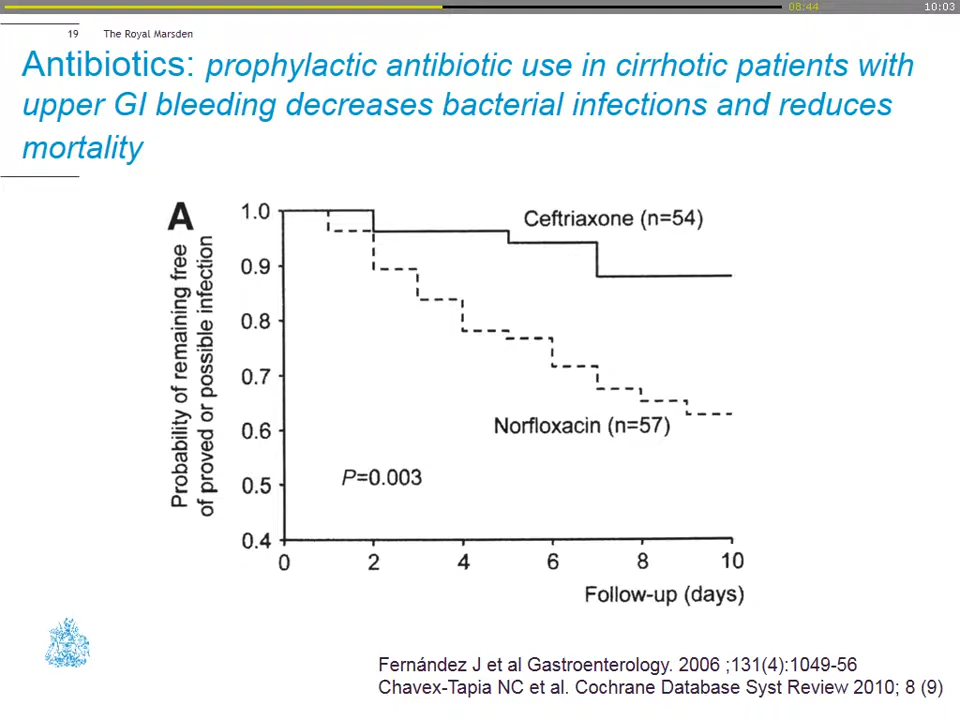 08:44
10:03
19 The Royal Marsden
Antibiotics: prophylactic antibiotic use in cirrhotic patients with
upper GI bleeding decreases bacterial infections and reduces
mortality
A
Probability of remaining free
of proved or possible infection
1.0
0.9
0.8
0.7
0.6
0.5
0.4
Ceftriaxone (n=54)
Norfloxacin (n=57)
P=0.003
0 2 4 6 8 10
Follow-up (days)
Fernández J et al Gastroenterology. 2006 ;131(4):1049-56
Chavex-Tapia NC et al. Cochrane Database Syst Review 2010; 8 (9)